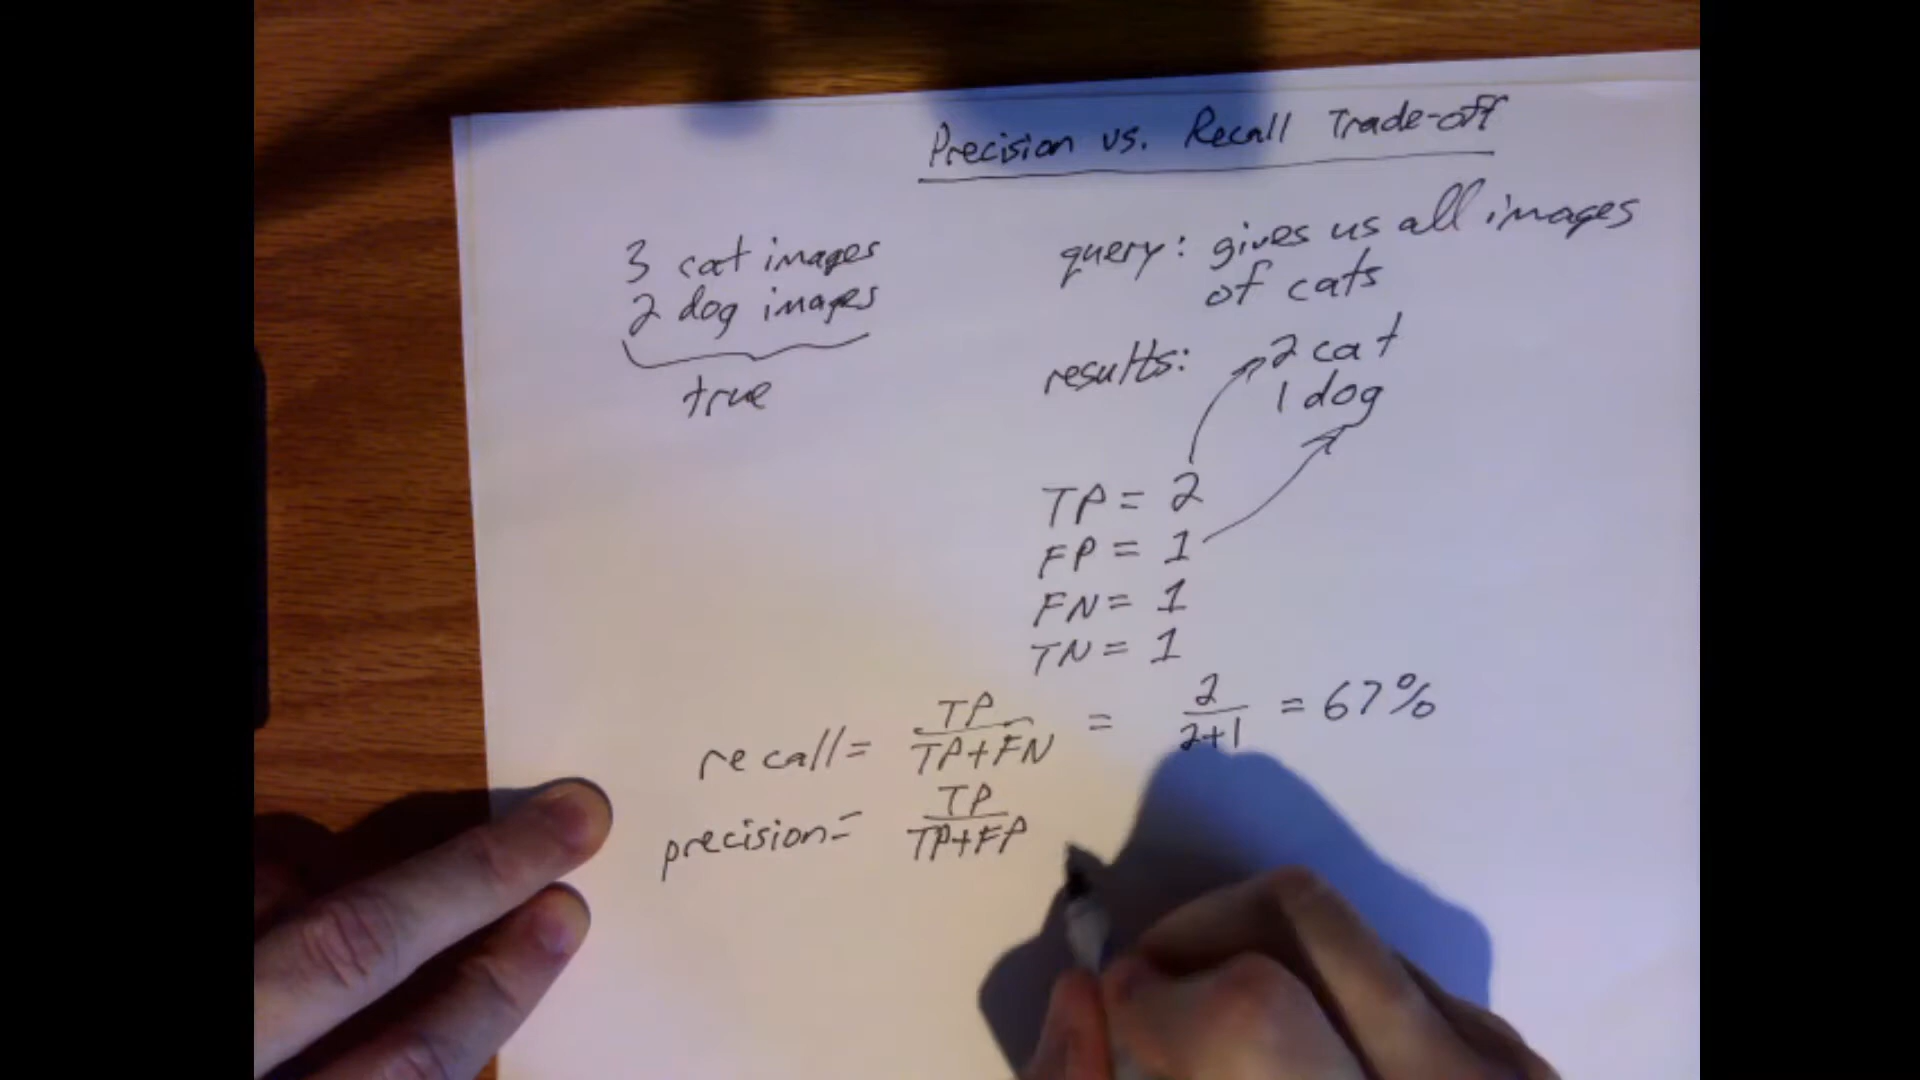 Precision vs. Recall Trade-off
3 cat images
2 dog images
true
query: gives us all images
of cats
results: 2 cat
1 dog
TP = 2
FP = 1
FN = 1
TN = 1
recall = TP / TP+FN = 2 / 2+1 = 67%
precision = TP / TP+FP